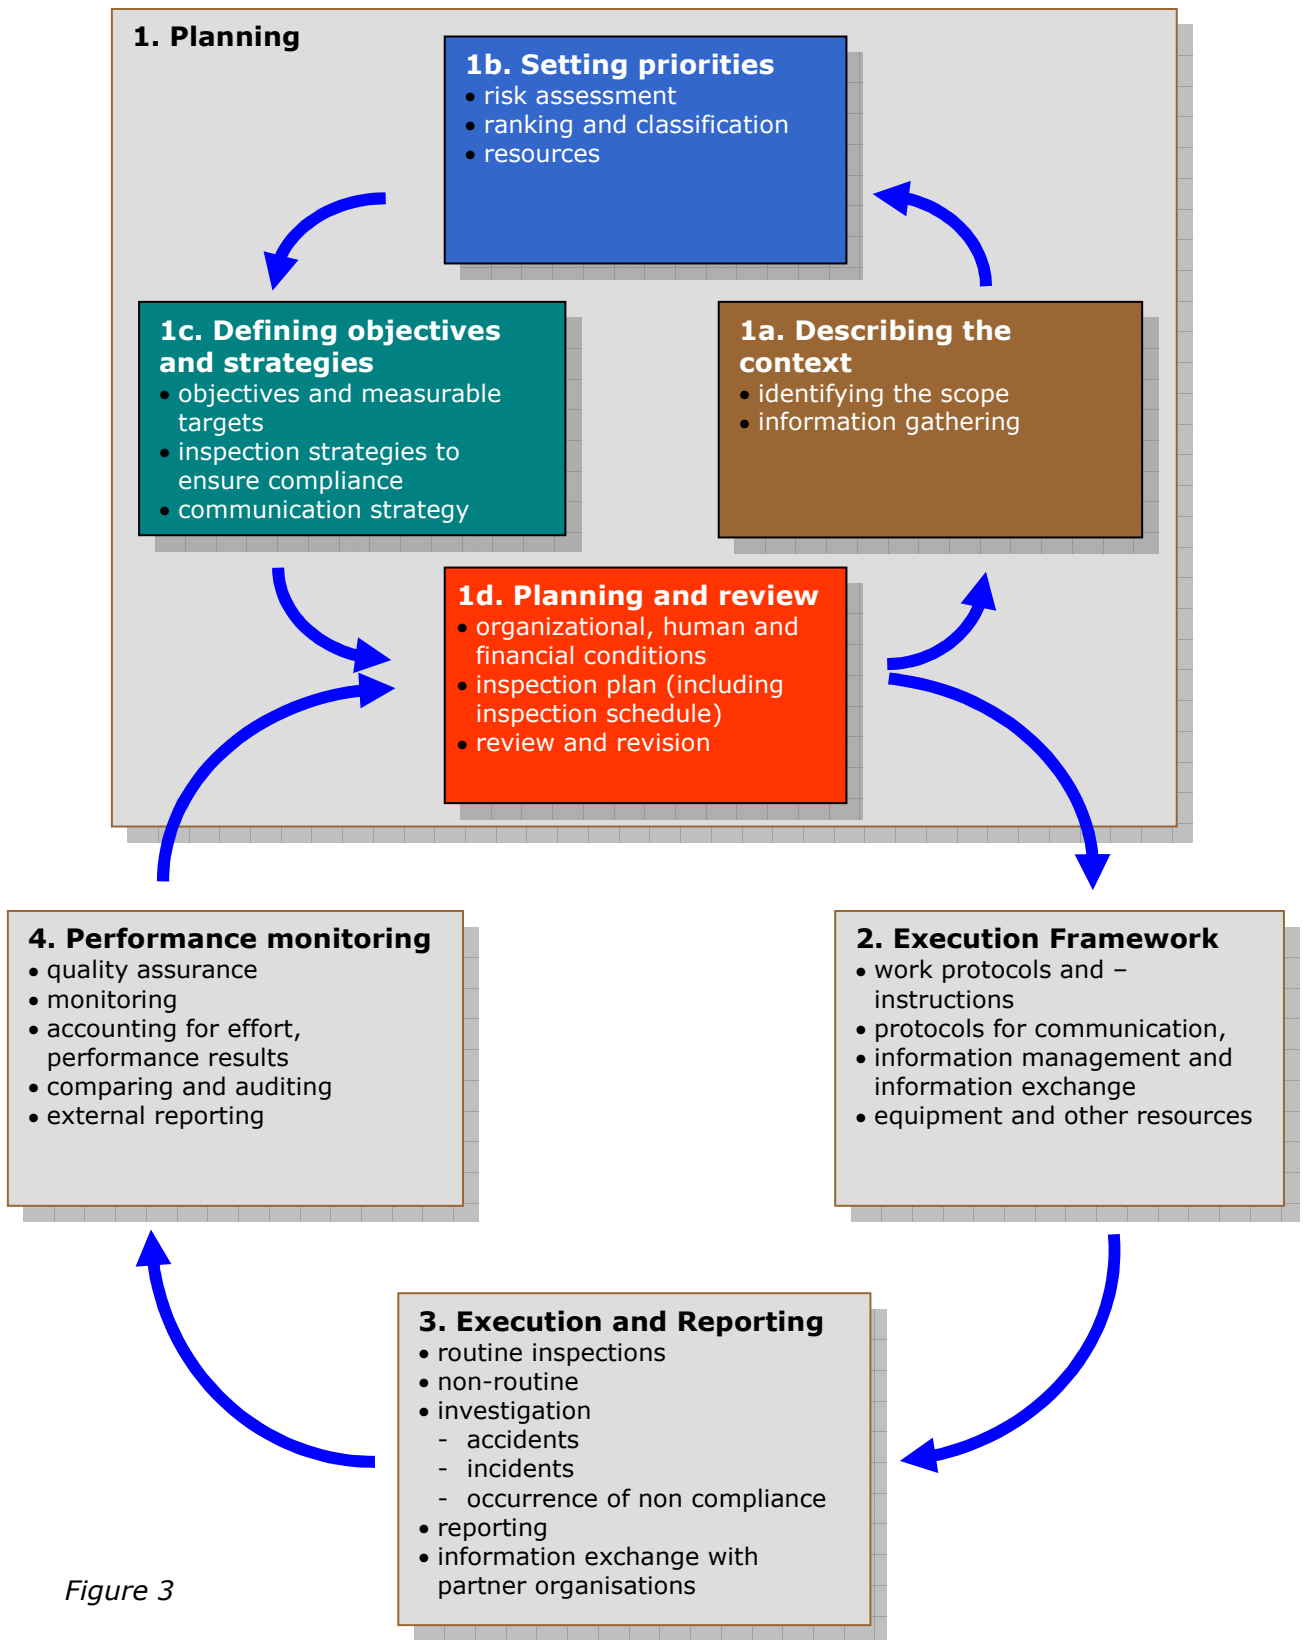 1. Planning
1b. Setting priorities
• risk assessment
• ranking and classification
• resources
1c. Defining objectives
and strategies
• objectives and measurable
targets
• inspection strategies to
ensure compliance
• communication strategy
1a. Describing the
context
• identifying the scope
• information gathering
1d. Planning and review
• organizational, human and
financial conditions
• inspection plan (including
inspection schedule)
• review and revision
4. Performance monitoring
• quality assurance
• monitoring
• accounting for effort,
performance results
• comparing and auditing
• external reporting
2. Execution Framework
• work protocols and –
instructions
• protocols for communication,
• information management and
information exchange
• equipment and other resources
3. Execution and Reporting
• routine inspections
• non-routine
• investigation
- accidents
- incidents
- occurrence of non compliance
• reporting
• information exchange with
partner organisations
Figure 3